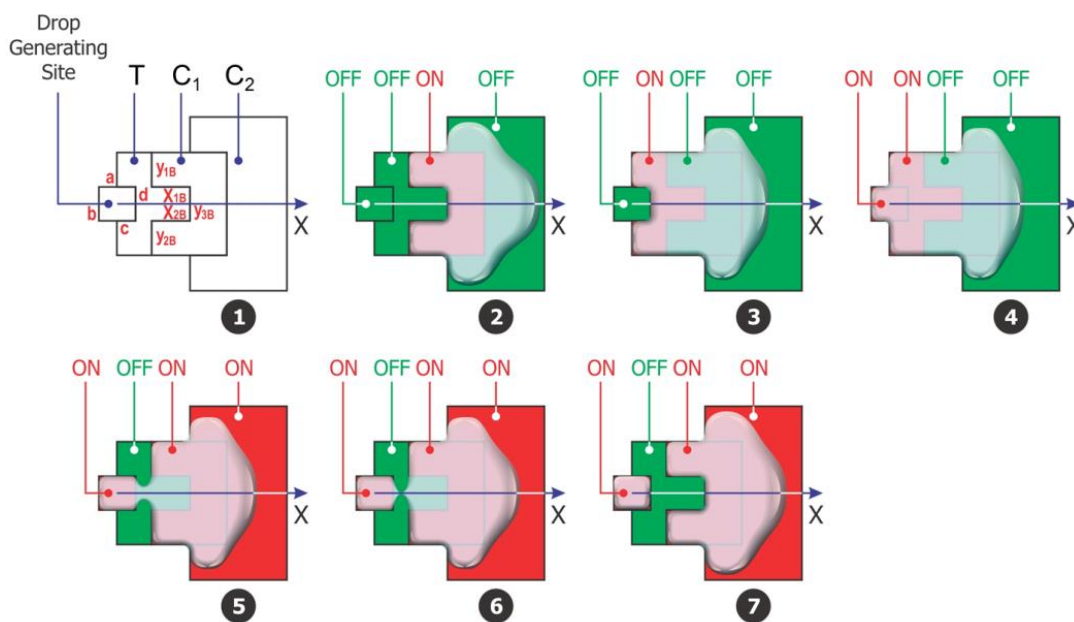 Drop
Generating
Site
T C₁ C₂
a
b
c
d
y1B
X1B
X2B
y2B
y3B
X
1
OFF OFF ON OFF
X
2
ON OFF OFF
X
3
ON ON OFF OFF
X
4
ON OFF ON ON
X
5
ON OFF ON ON
X
6
ON OFF ON ON
X
7